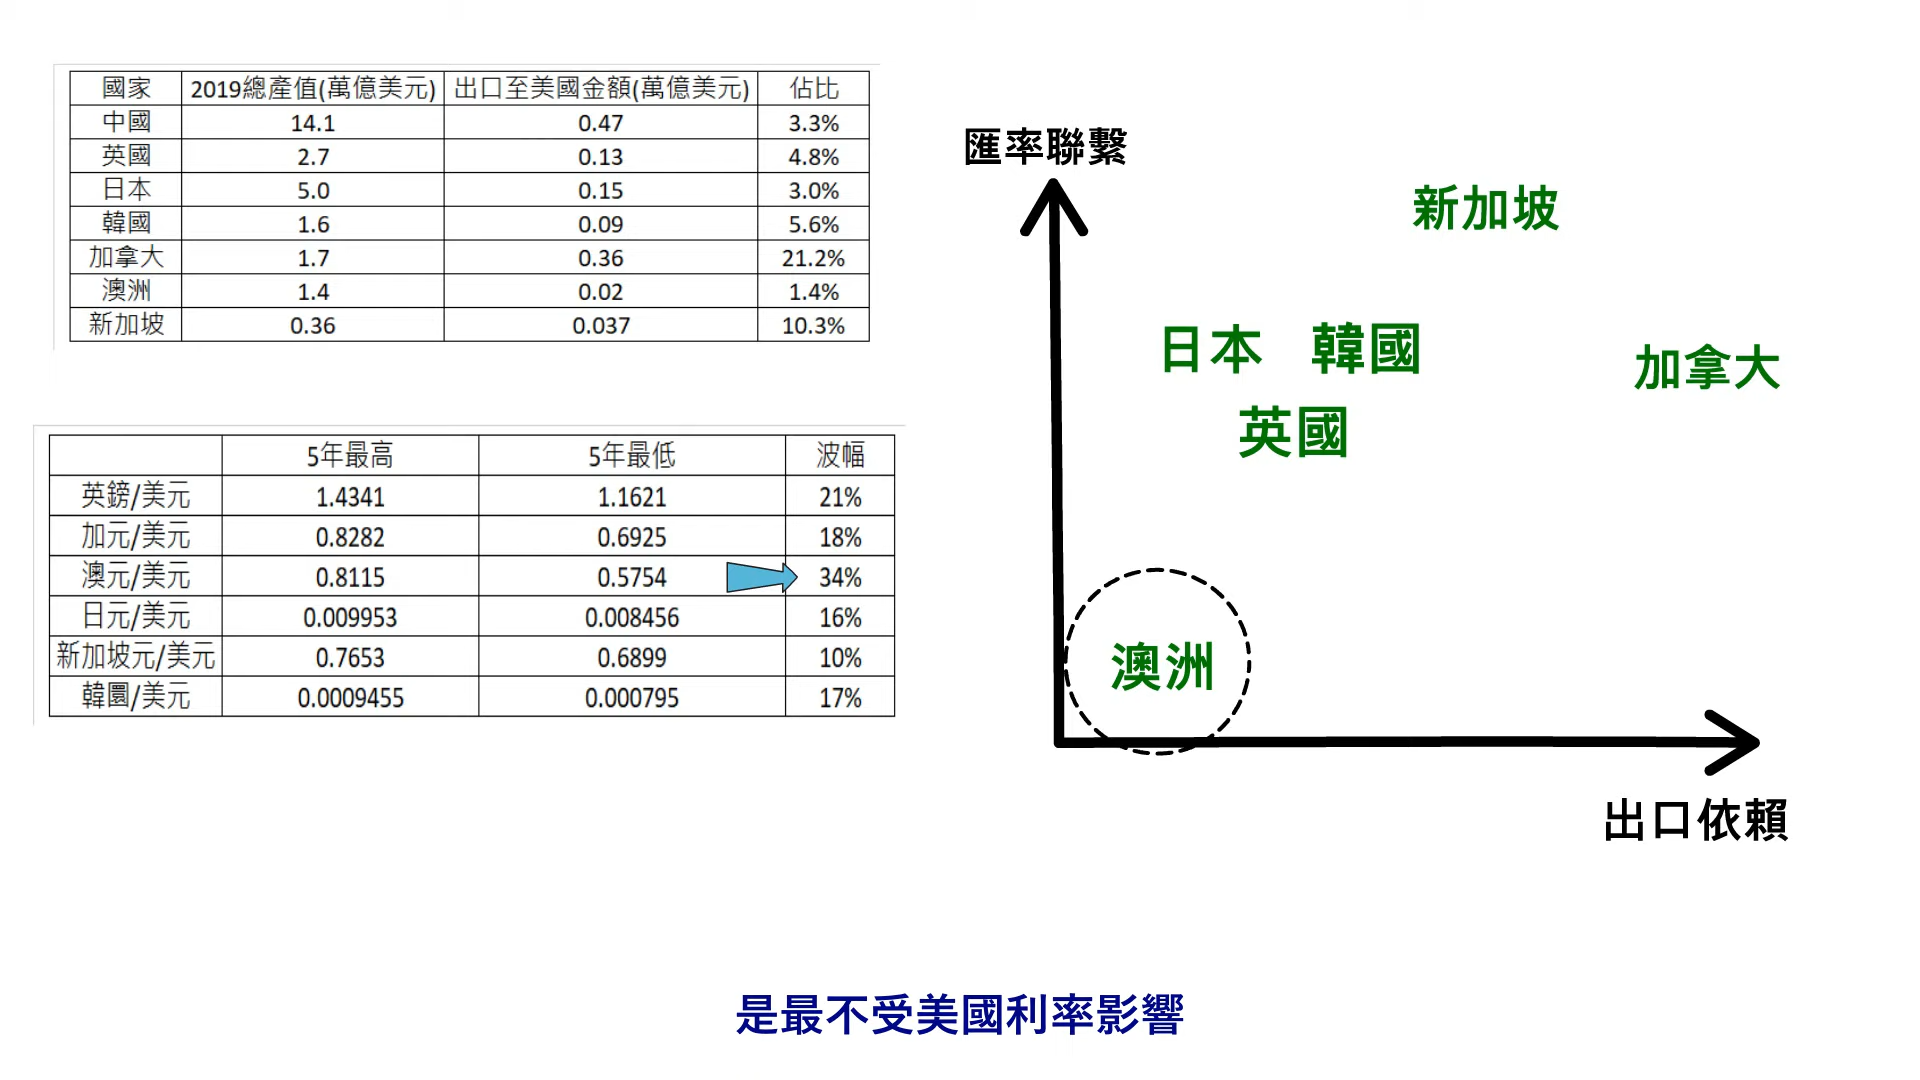 國家 2019總產值(萬億美元) 出口至美國金額(萬億美元) 佔比
中國 14.1 0.47 3.3%
英國 2.7 0.13 4.8%
日本 5.0 0.15 3.0%
韓國 1.6 0.09 5.6%
加拿大 1.7 0.36 21.2%
澳洲 1.4 0.02 1.4%
新加坡 0.36 0.037 10.3%
5年最高 5年最低 波幅
英鎊/美元 1.4341 1.1621 21%
加元/美元 0.8282 0.6925 18%
澳元/美元 0.8115 0.5754 34%
日元/美元 0.009953 0.008456 16%
新加坡元/美元 0.7653 0.6899 10%
韓圜/美元 0.0009455 0.000795 17%
匯率聯繫
新加坡
日本 韓國
加拿大
英國
澳洲
出口依賴
是最不受美國利率影響